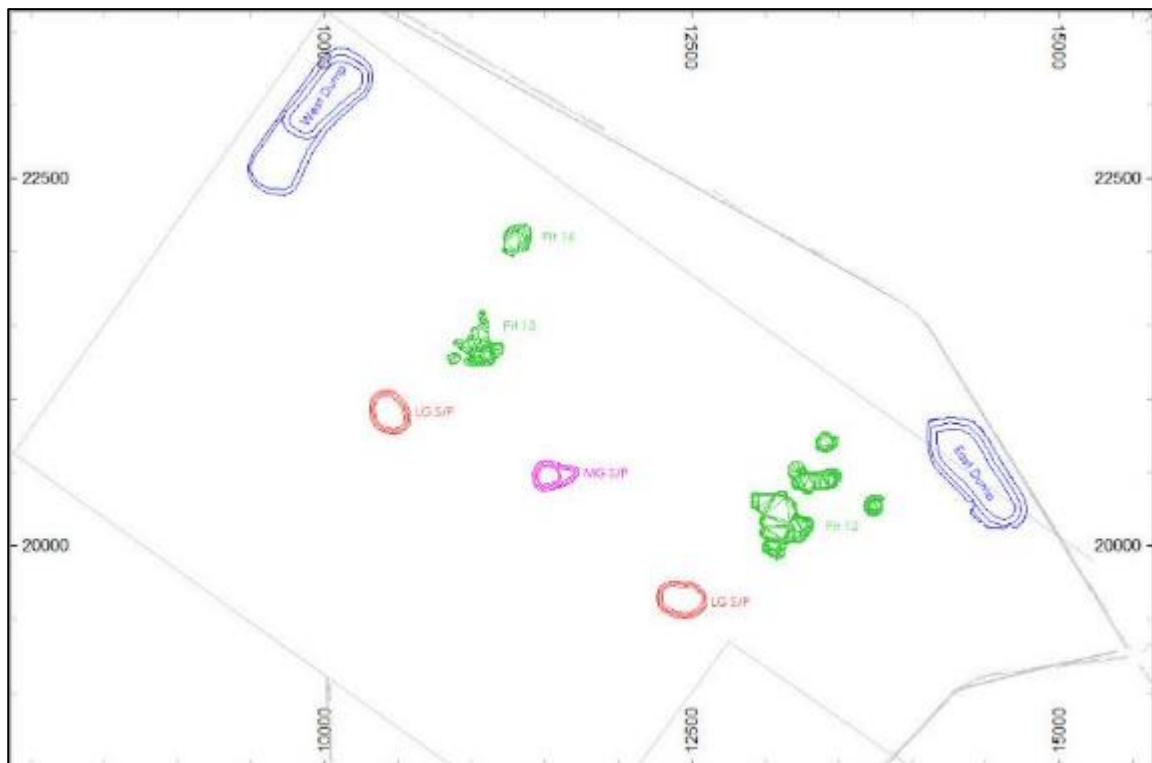 10000
12500
15000
West Dump
22500
22500
Pit 14
Pit 13
LG S/P
MG S/P
East Dump
Pit 12
20000
20000
LG S/P
10000
12500
15000